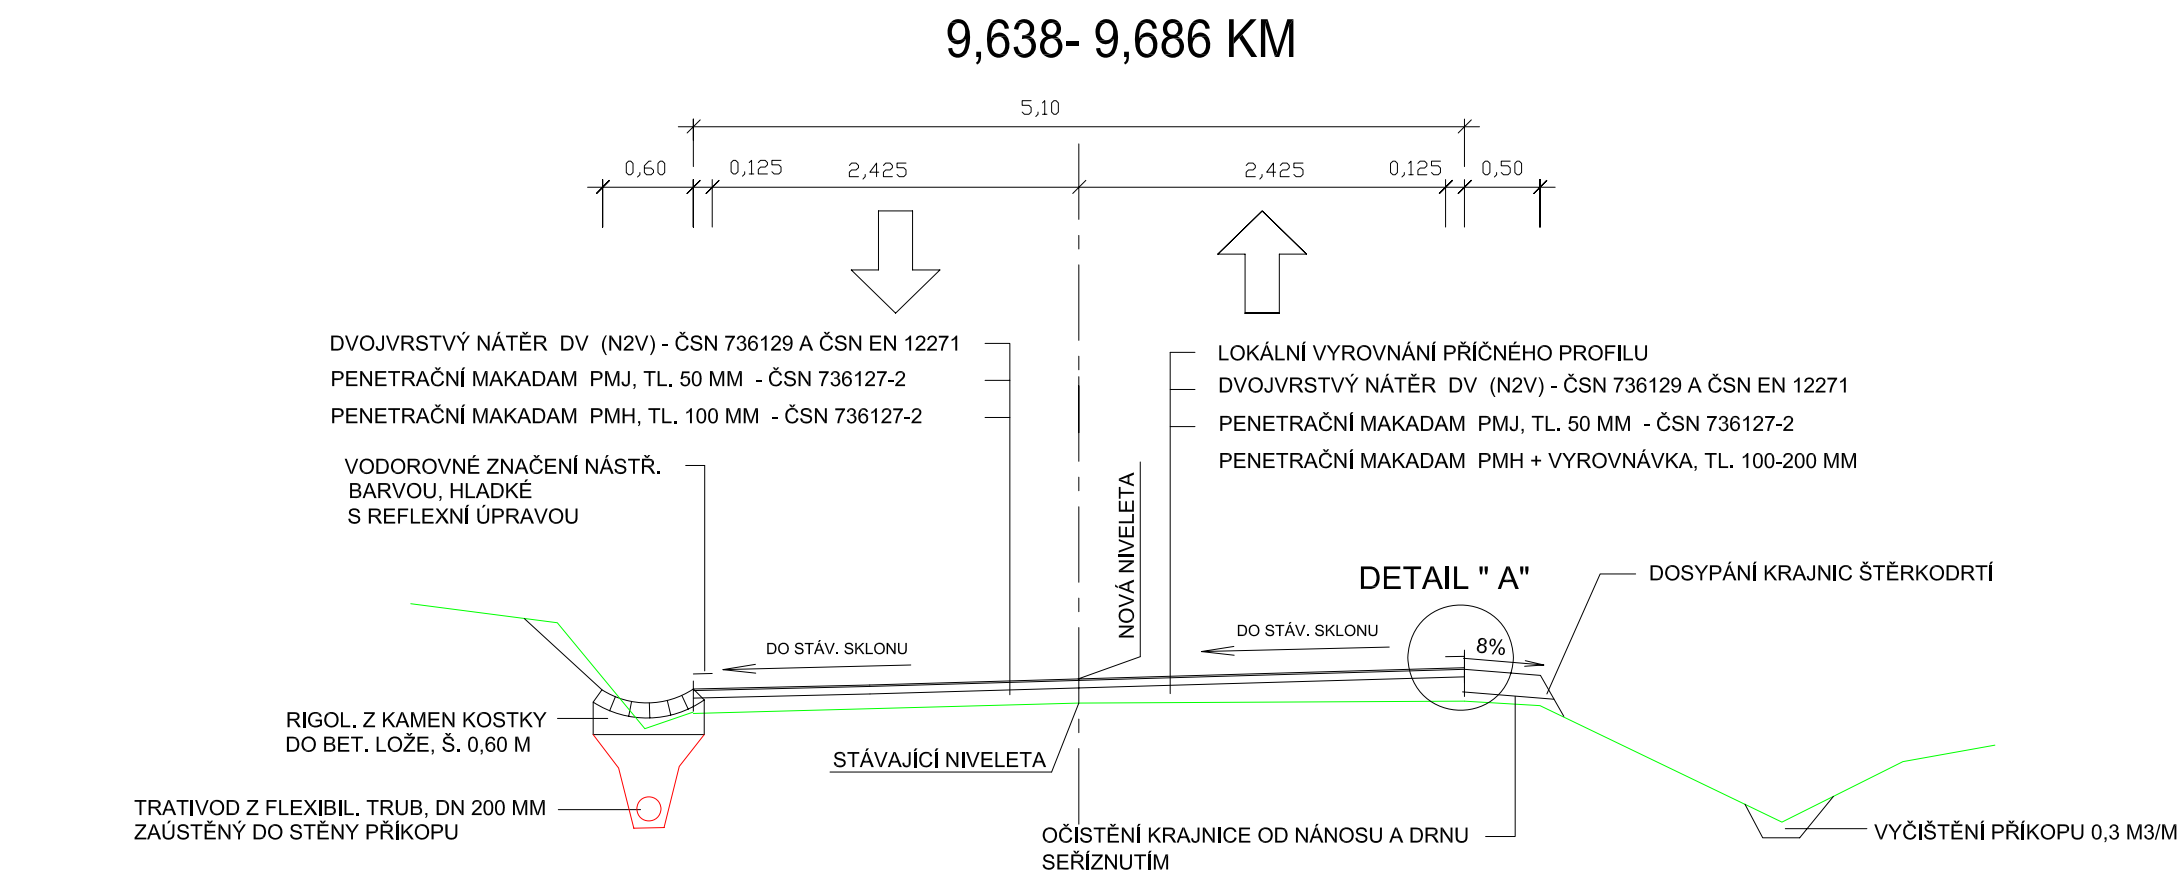 9,638- 9,686 KM
5,10
0,60
0,125
2,425
2,425
0,125
0,50
DVOJVRSTVÝ NÁTĚR  DV  (N2V) - ČSN 736129 A ČSN EN 12271
PENETRAČNÍ MAKADAM  PMJ, TL. 50 MM  - ČSN 736127-2
PENETRAČNÍ MAKADAM  PMH, TL. 100 MM  - ČSN 736127-2
LOKÁLNÍ VYROVNÁNÍ PŘÍČNÉHO PROFILU
DVOJVRSTVÝ NÁTĚR  DV  (N2V) - ČSN 736129 A ČSN EN 12271
PENETRAČNÍ MAKADAM  PMJ, TL. 50 MM  - ČSN 736127-2
PENETRAČNÍ MAKADAM  PMH + VYROVNÁVKA, TL. 100-200 MM
VODOROVNÉ ZNAČENÍ NÁSTŘ.
BARVOU, HLADKÉ
S REFLEXNÍ ÚPRAVOU
NOVÁ NIVELETA
DETAIL " A"
DOSYPÁNÍ KRAJNIC ŠTĚRKODRTÍ
DO STÁV. SKLONU
DO STÁV. SKLONU
8%
RIGOL. Z KAMEN KOSTKY
DO BET. LOŽE, Š. 0,60 M
STÁVAJÍCÍ NIVELETA
TRATIVOD Z FLEXIBIL. TRUB, DN 200 MM
ZAÚSTĚNÝ DO STĚNY PŘÍKOPU
OČISTĚNÍ KRAJNICE OD NÁNOSU A DRNU
SEŘÍZNUTÍM
VYČIŠTĚNÍ PŘÍKOPU 0,3 M3/M